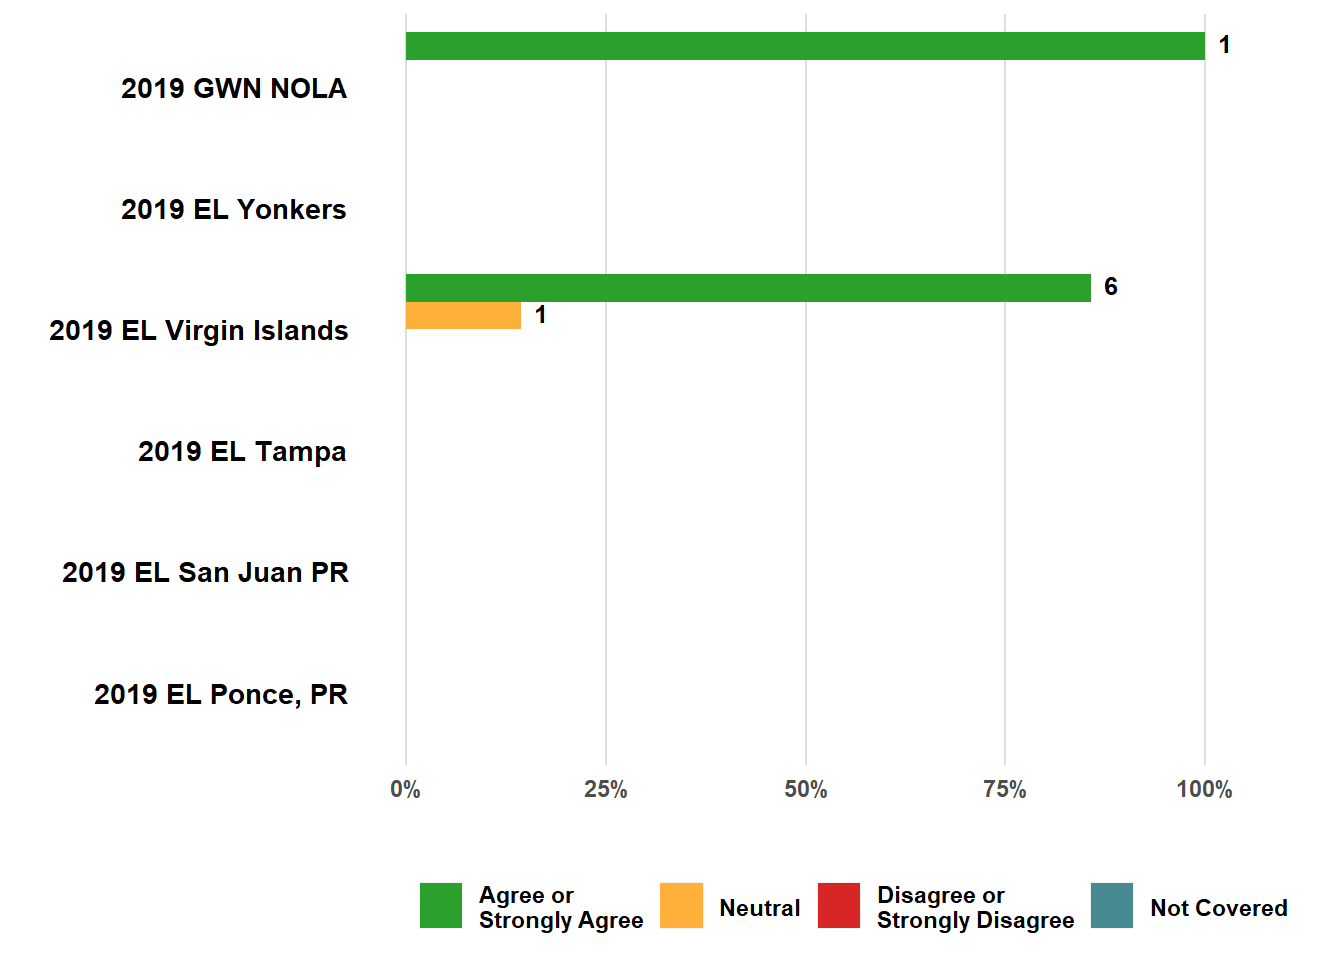 1
2019 GWN NOLA
2019 EL Yonkers
6
1
2019 EL Virgin Islands
2019 EL Tampa
2019 EL San Juan PR
2019 EL Ponce, PR
0% 25% 50% 75% 100%
Agree or
Strongly Agree
Neutral
Disagree or
Strongly Disagree
Not Covered